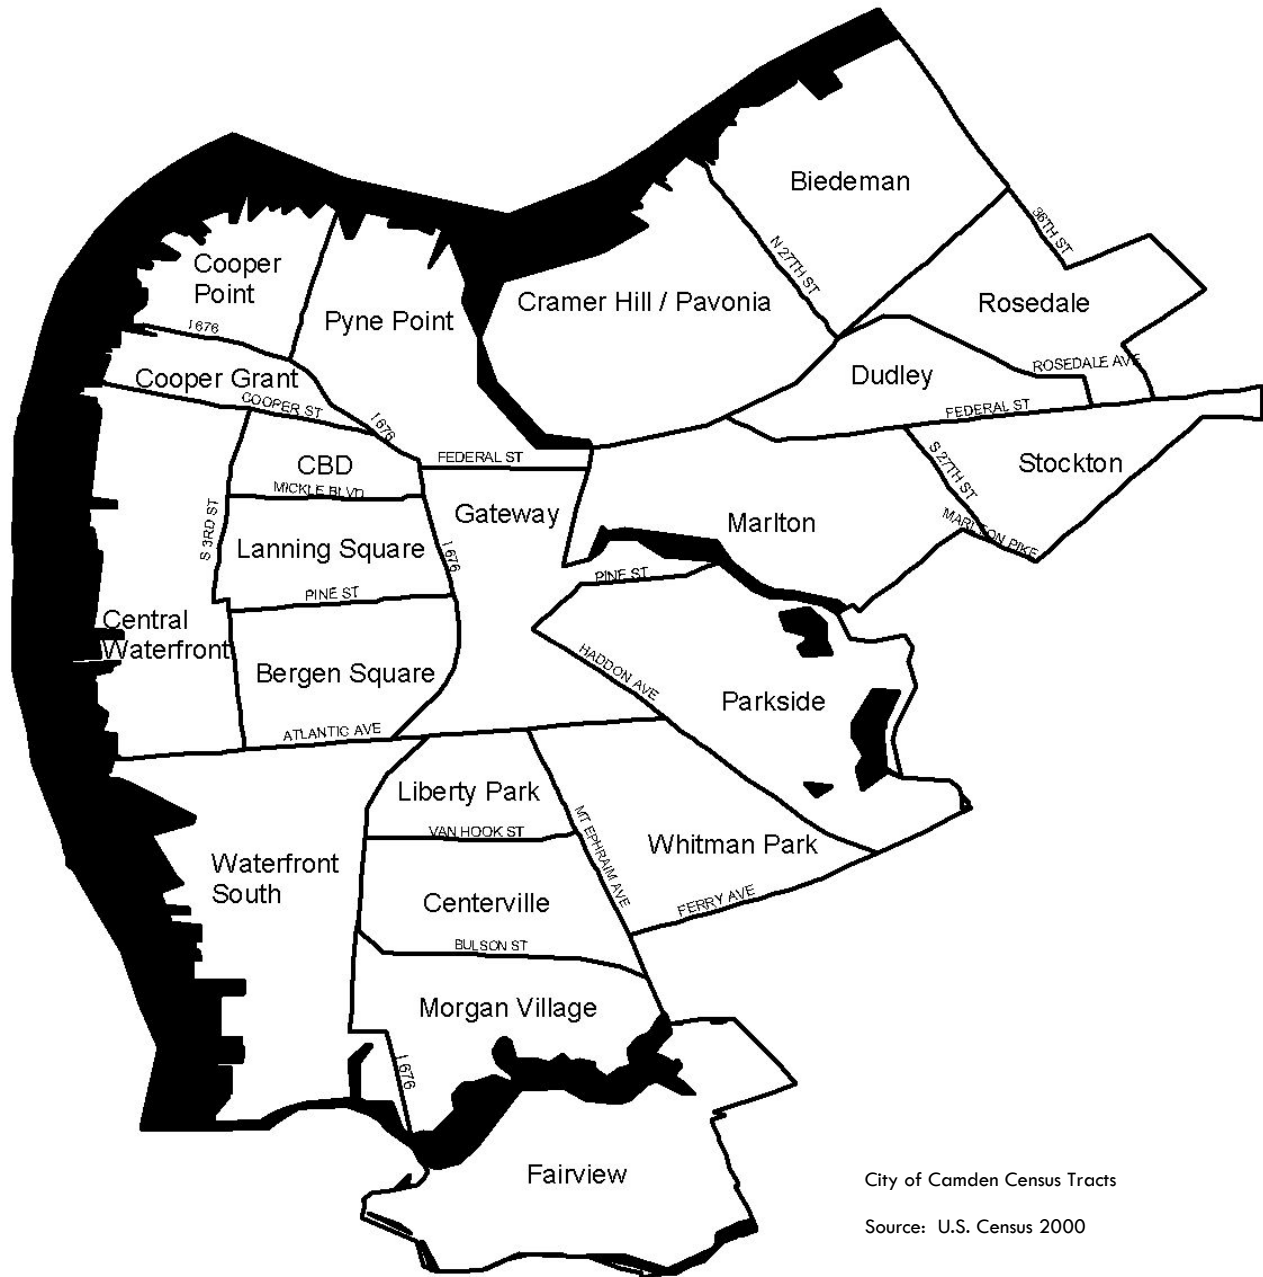 Biedeman
36TH ST
N 27TH ST
Cooper
Point
Cramer Hill / Pavonia
Rosedale
Pyne Point
I 676
Cooper Grant
Dudley
ROSEDALE AVE
COOPER ST
I 676
FEDERAL ST
CBD
FEDERAL ST
S 27TH ST
Stockton
MICKLE BLVD
S 3RD ST
Gateway
Marlton
MARLTON PIKE
Lanning Square
I 676
PINE ST
PINE ST
Central
Waterfront
Bergen Square
HADDON AVE
Parkside
ATLANTIC AVE
Liberty Park
VAN HOOK ST
MT EPHRAIM AVE
Whitman Park
Waterfront
South
Centerville
FERRY AVE
BULSON ST
Morgan Village
I 676
Fairview
City of Camden Census Tracts
Source: U.S. Census 2000